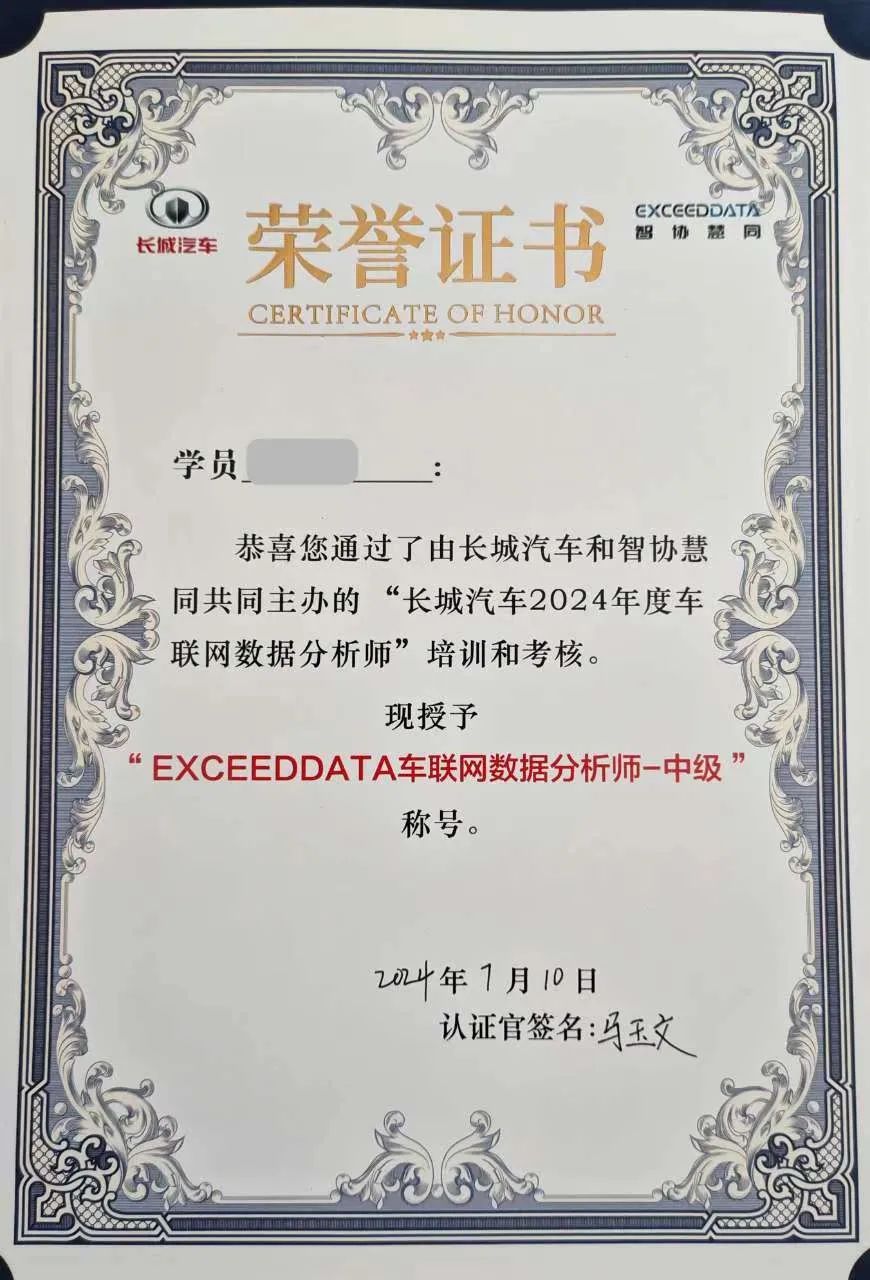 长城汽车
荣誉证书
EXCEEDDATA
智协慧同
CERTIFICATE OF HONOR
学员 :
恭喜您通过了由长城汽车和智协慧
同共同主办的“长城汽车2024年度车
联网数据分析师”培训和考核。
现授予
“EXCEEDDATA车联网数据分析师-中级”
称号。
2024年7月10日
认证官签名:马玉文